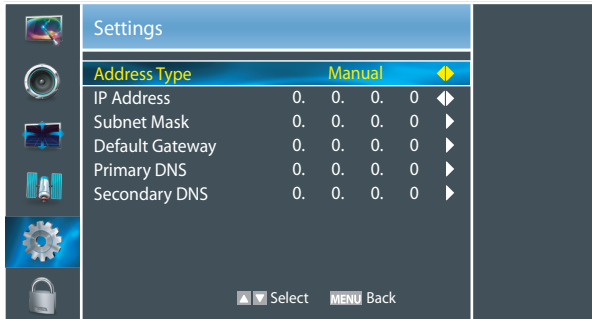 Settings
Address Type Manual
IP Address 0. 0. 0. 0
Subnet Mask 0. 0. 0. 0
Default Gateway 0. 0. 0. 0
Primary DNS 0. 0. 0. 0
Secondary DNS 0. 0. 0. 0
Select MENU Back